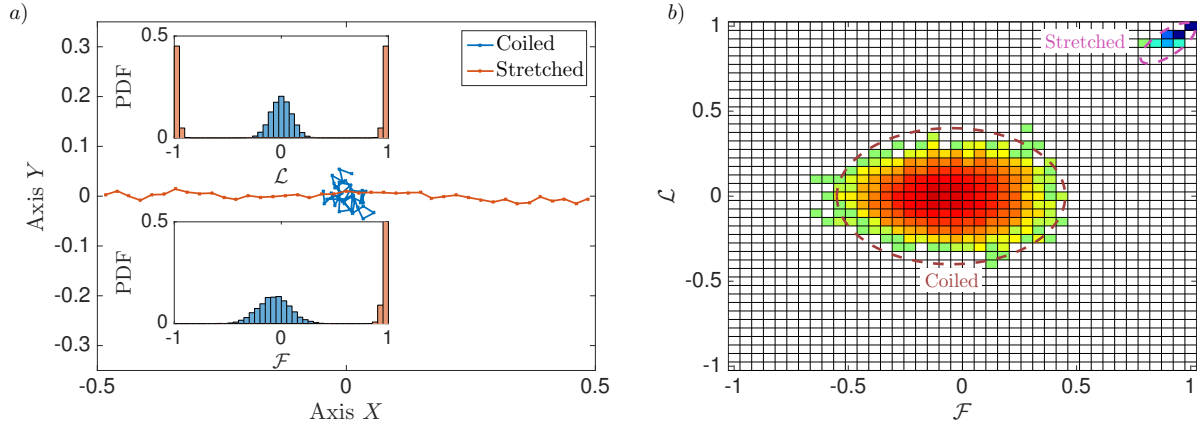 a)
0.3
0.2
0.1
0
-0.1
-0.2
-0.3
Axis Y
-0.5
0
0.5
Axis X
Coiled
Stretched
0.5
0
PDF
-1
0
1
ℒ
0.5
0
PDF
-1
0
1
ℱ
b)
1
0.5
0
-0.5
-1
ℒ
-1
-0.5
0
0.5
1
ℱ
Stretched
Coiled